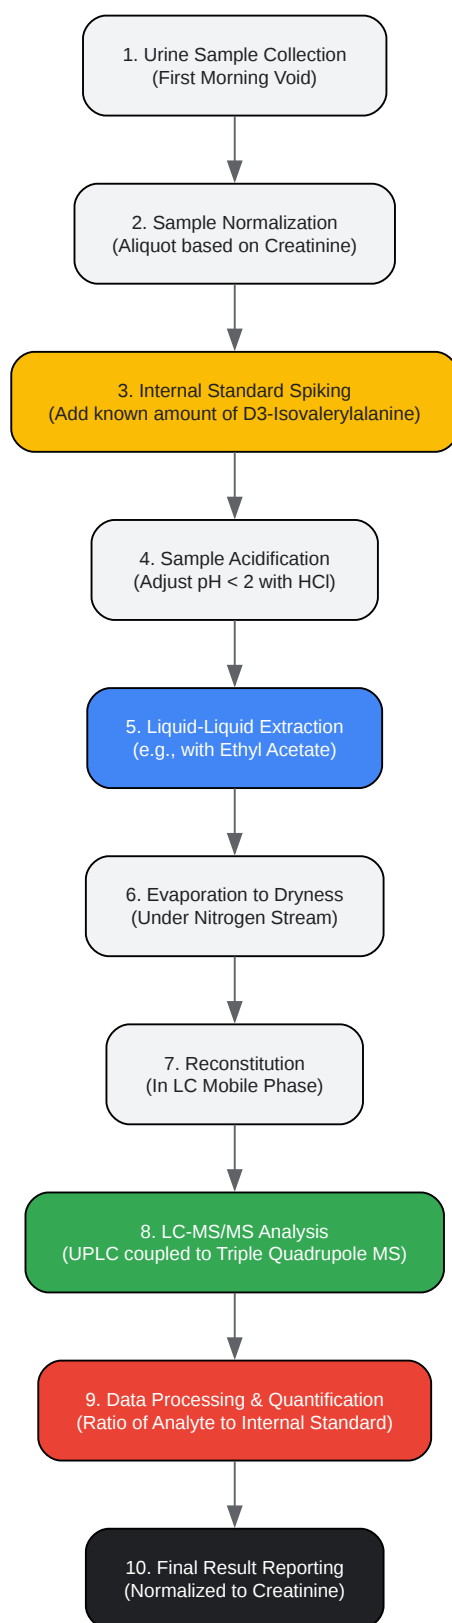 1. Urine Sample Collection
(First Morning Void)
2. Sample Normalization
(Aliquot based on Creatinine)
3. Internal Standard Spiking
(Add known amount of D3-Isovalerylalanine)
4. Sample Acidification
(Adjust pH < 2 with HCl)
5. Liquid-Liquid Extraction
(e.g., with Ethyl Acetate)
6. Evaporation to Dryness
(Under Nitrogen Stream)
7. Reconstitution
(In LC Mobile Phase)
8. LC-MS/MS Analysis
(UPLC coupled to Triple Quadrupole MS)
9. Data Processing & Quantification
(Ratio of Analyte to Internal Standard)
10. Final Result Reporting
(Normalized to Creatinine)